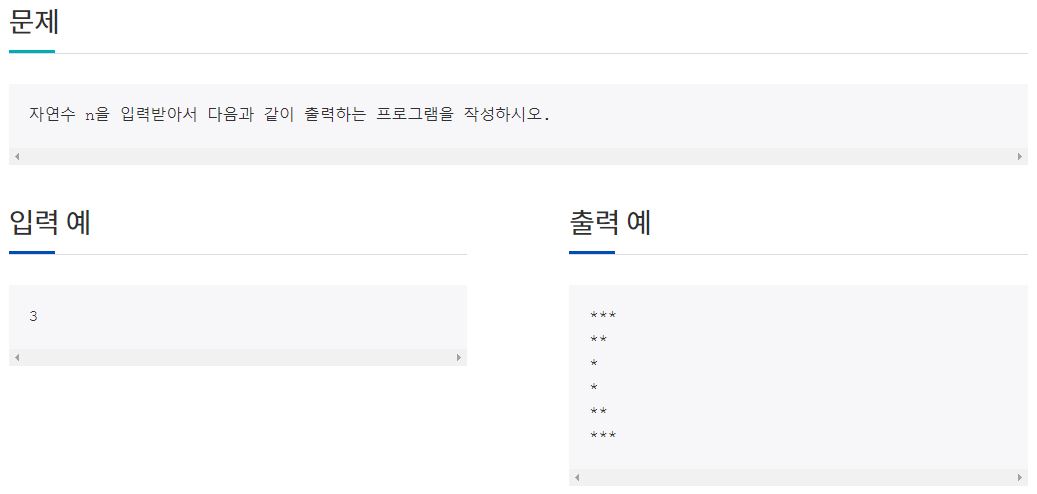 문제
자연수 n을 입력받아서 다음과 같이 출력하는 프로그램을 작성하시오.
입력 예
3
출력 예
***
**
*
*
**
***